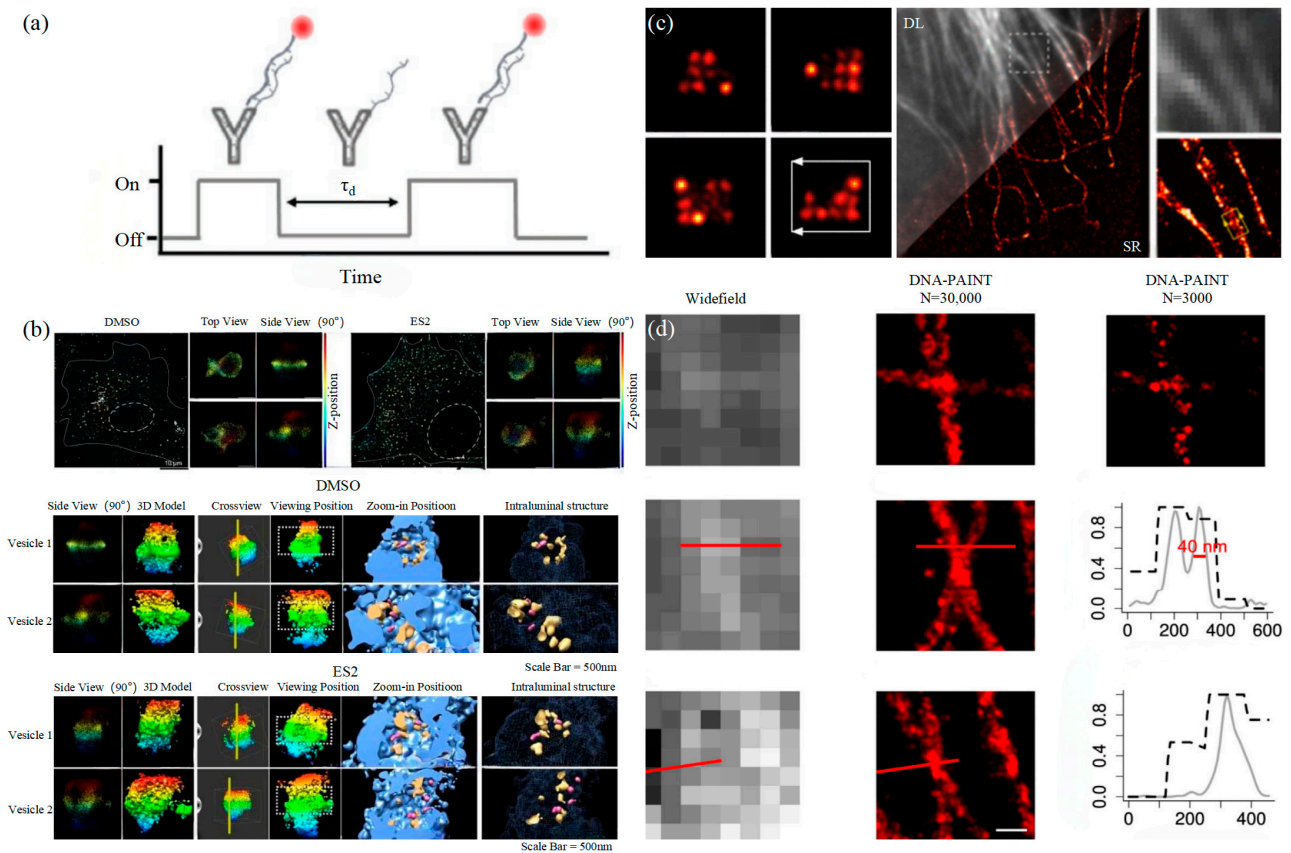 (a)
On
τd
Off
Time
(c)
DL
SR
(b)
DMSO
Top View
Side View (90°)
ES2
Top View
Side View (90°)
Z-position
Z-position
10 μm
DMSO
Side View (90°)
3D Model
Crossview
Viewing Position
Zoom-in Positioon
Intraluminal structure
Vesicle 1
Vesicle 2
Scale Bar = 500nm
ES2
Side View (90°)
3D Model
Crossview
Viewing Position
Zoom-in Positioon
Intraluminal structure
Vesicle 1
Vesicle 2
Scale Bar = 500nm
Widefield
DNA-PAINT
N=30,000
DNA-PAINT
N=3000
(d)
0.0 0.4 0.8
40 nm
0 200 400 600
0.0 0.4 0.8
0 200 400